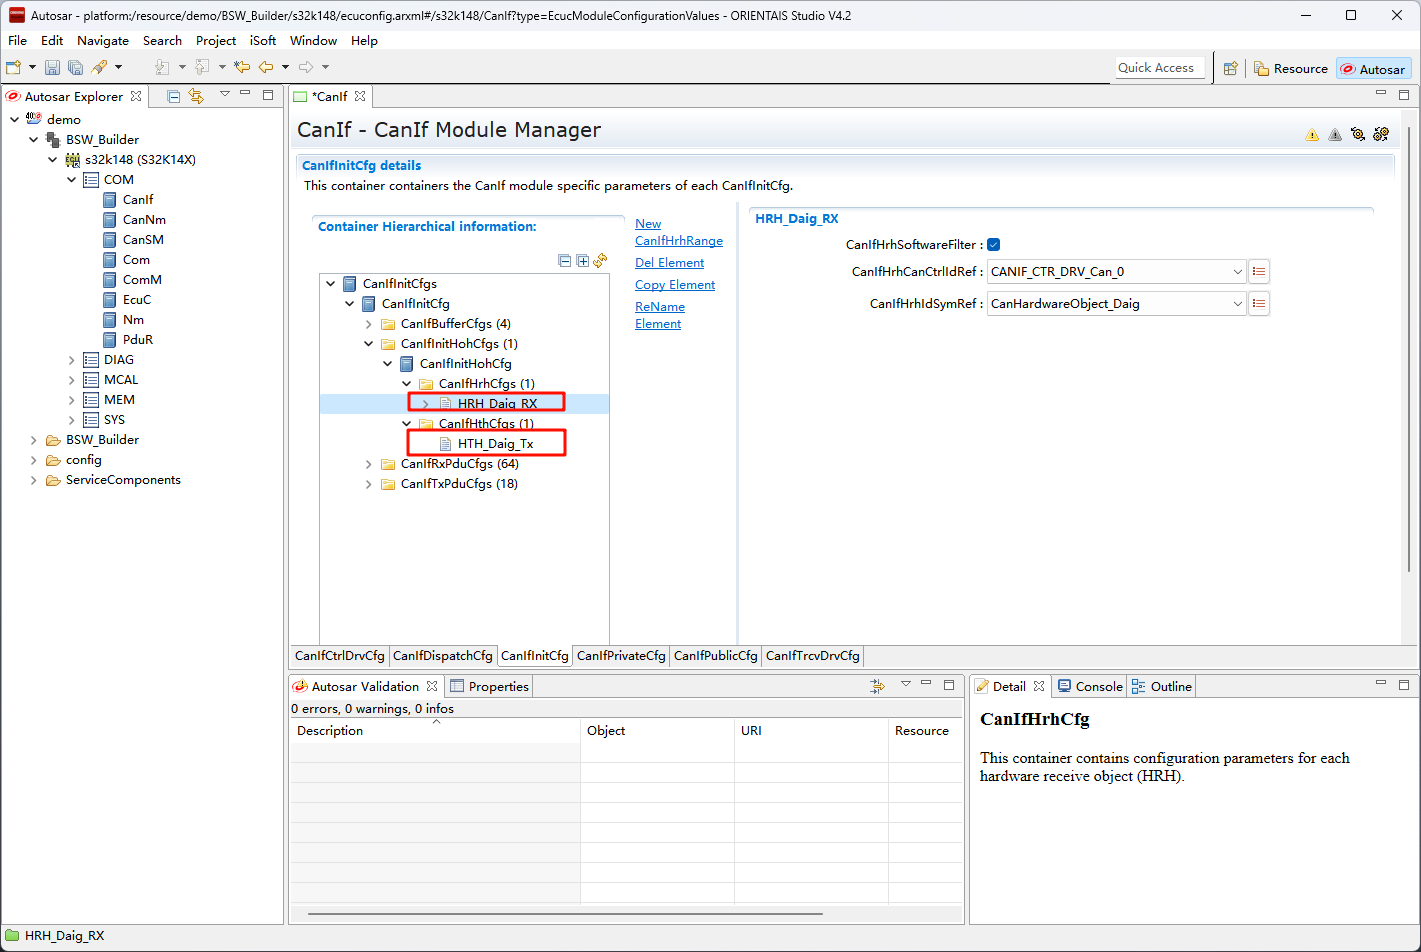 Autosar - platform:/resource/demo/BSW_Builder/s32k148/ecuconfig.arxml#/s32k148/CanIf?type=EcucModuleConfigurationValues - ORIENTAIS Studio V4.2
File Edit Navigate Search Project iSoft Window Help
Quick Access
Resource
Autosar
Autosar Explorer
demo
BSW_Builder
s32k148 (S32K14X)
COM
CanIf
CanNm
CanSM
Com
ComM
EcuC
Nm
PduR
DIAG
MCAL
MEM
SYS
BSW_Builder
config
ServiceComponents
*CanIf
CanIf - CanIf Module Manager
CanIfInitCfg details
This container containers the CanIf module specific parameters of each CanIfInitCfg.
Container Hierarchical information:
CanIfInitCfgs
CanIfInitCfg
CanIfBufferCfgs (4)
CanIfInitHohCfgs (1)
CanIfInitHohCfg
CanIfHrhCfgs (1)
HRH_Daig_RX
CanIfHthCfgs (1)
HTH_Daig_Tx
CanIfRxPduCfgs (64)
CanIfTxPduCfgs (18)
New
CanIfHrhRange
Del Element
Copy Element
ReName
Element
HRH_Daig_RX
CanIfHrhSoftwareFilter :
CanIfHrhCanCtrlIdRef : CANIF_CTR_DRV_Can_0
CanIfHrhIdSymRef : CanHardwareObject_Daig
CanIfCtrlDrvCfg CanIfDispatchCfg CanIfInitCfg CanIfPrivateCfg CanIfPublicCfg CanIfTrcvDrvCfg
Autosar Validation Properties
0 errors, 0 warnings, 0 infos
Description Object URI Resource
Detail Console Outline
CanIfHrhCfg
This container contains configuration parameters for each
hardware receive object (HRH).
HRH_Daig_RX